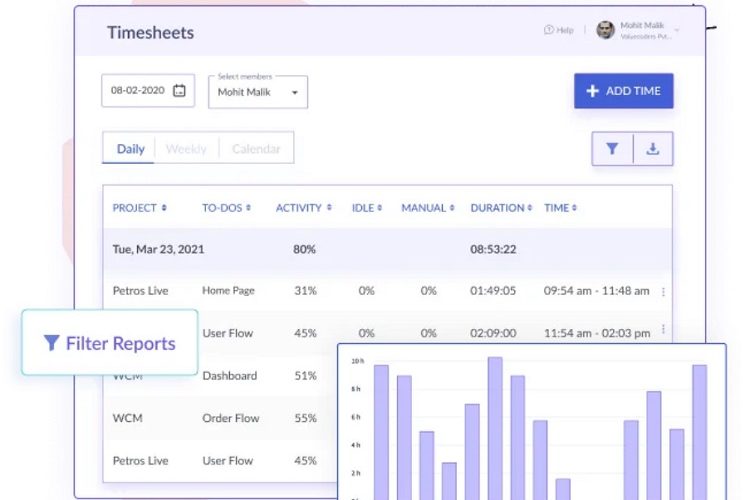 Timesheets
Help
Mohit Malik
Valuecoders Pvt...
08-02-2020
Select members
Mohit Malik
+ ADD TIME
Daily Weekly Calendar
PROJECT TO-DOS ACTIVITY IDLE MANUAL DURATION TIME
Tue, Mar 23, 2021 80% 08:53:22
Petros Live Home Page 31% 0% 0% 01:49:05 09:54 am - 11:48 am
Filter Reports
User Flow 45% 0% 0% 02:09:00 11:54 am - 02:03 pm
WCM Dashboard 51%
WCM Order Flow 55%
Petros Live User Flow 45%
10 h
8 h
6 h
4 h
2 h